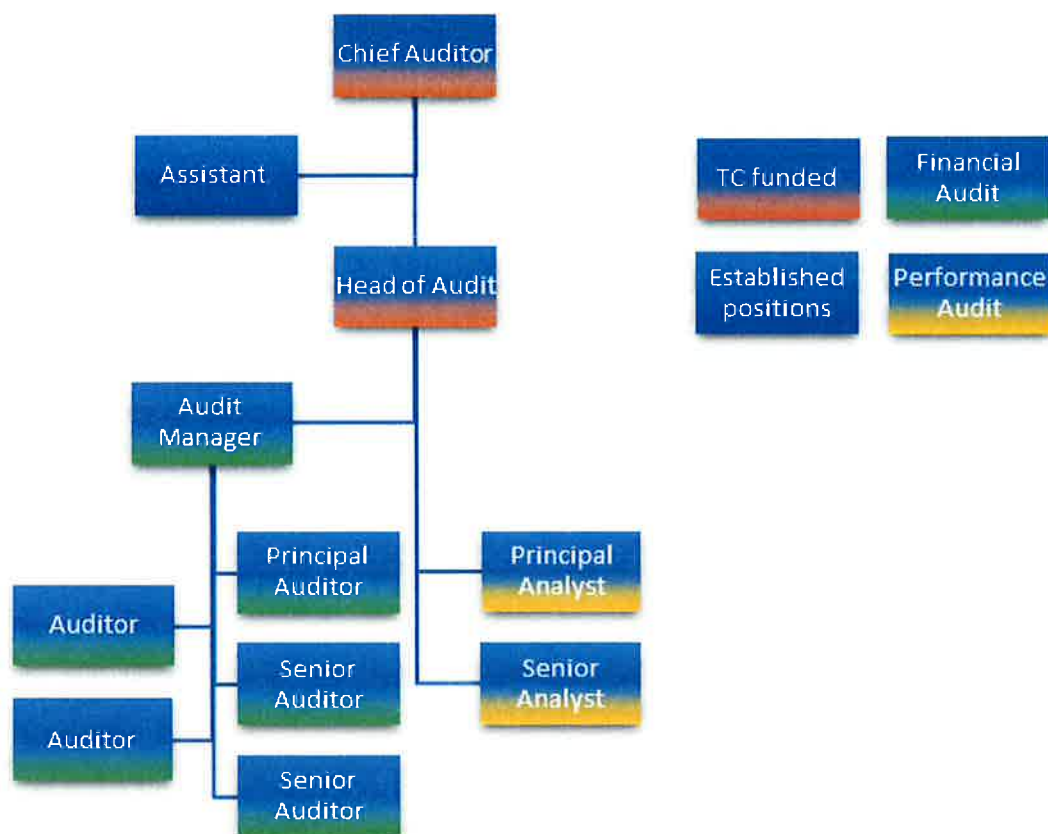 Chief Auditor
Assistant
TC funded
Financial
Audit
Head of Audit
Established
positions
Performance
Audit
Audit
Manager
Principal
Auditor
Principal
Analyst
Auditor
Senior
Auditor
Senior
Analyst
Auditor
Senior
Auditor